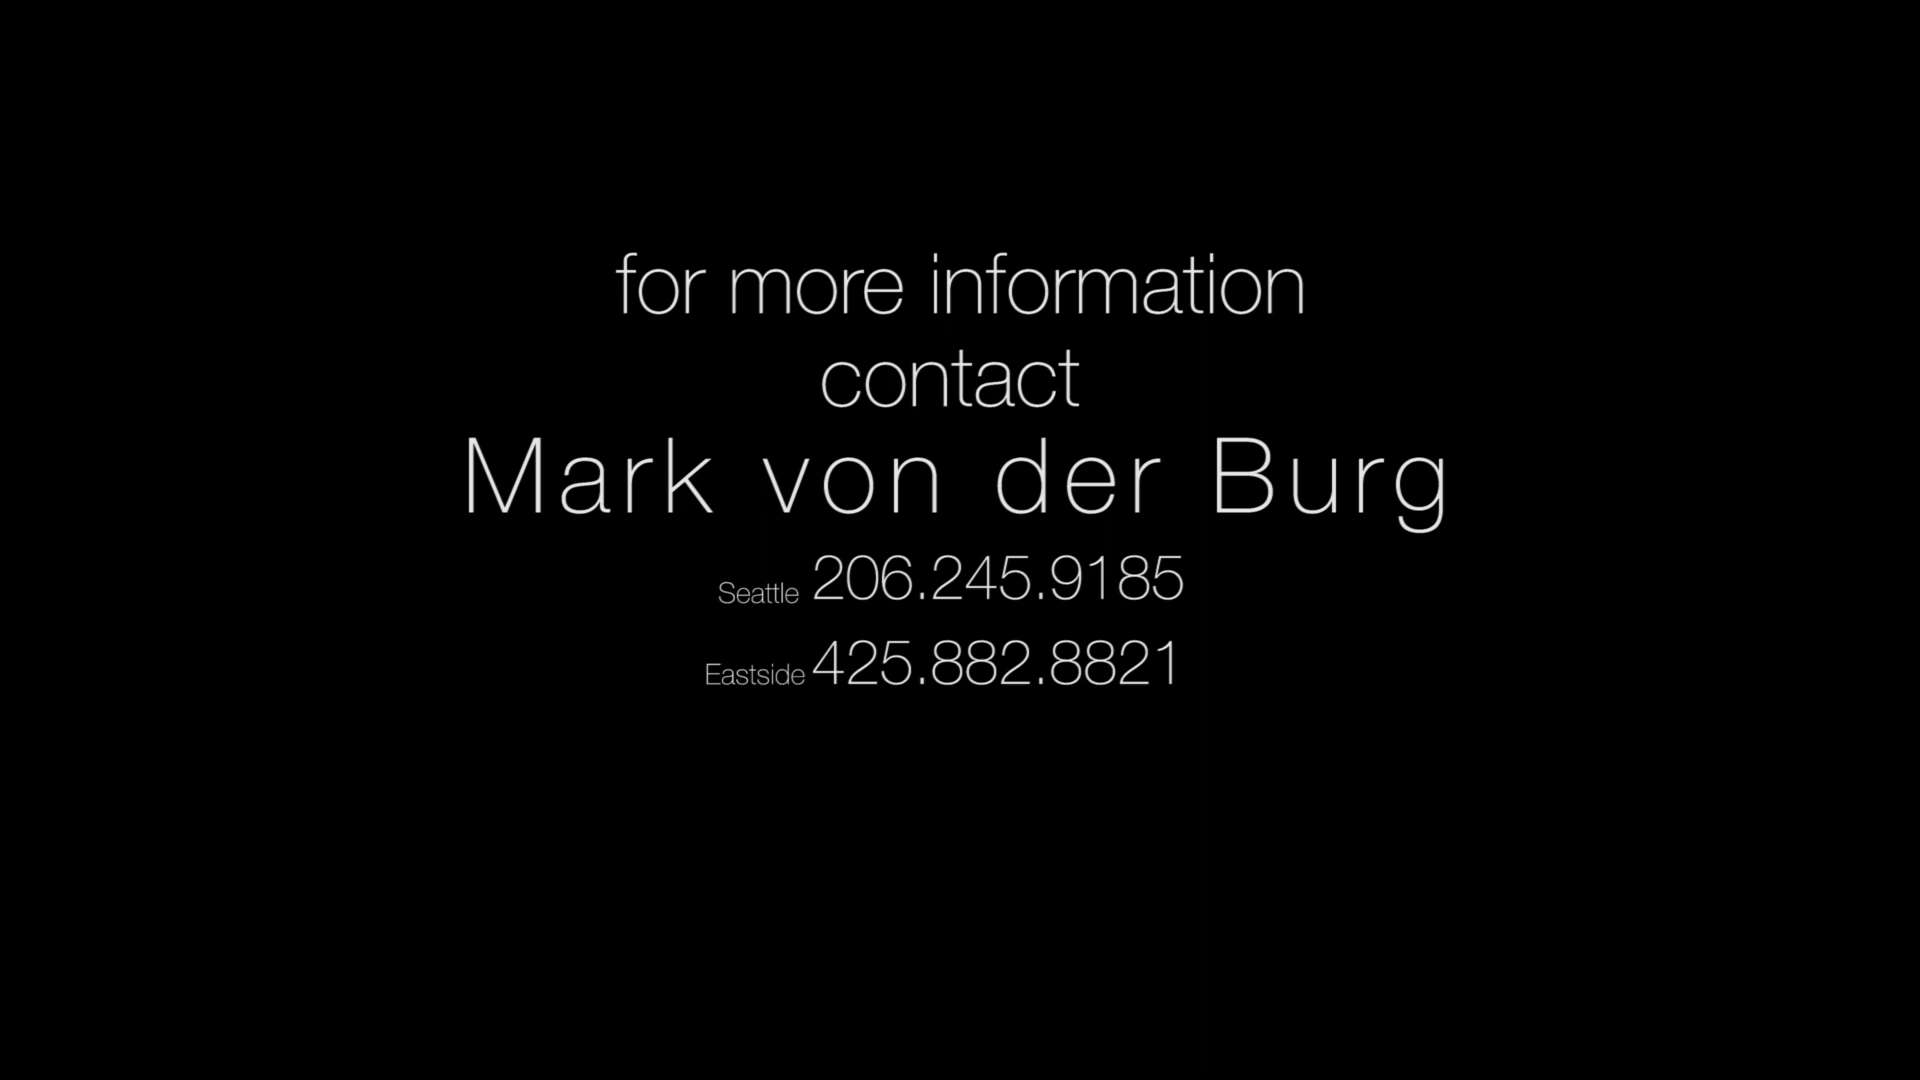 for more information
contact
Mark von der Burg
Seattle 206.245.9185
Eastside 425.882.8821